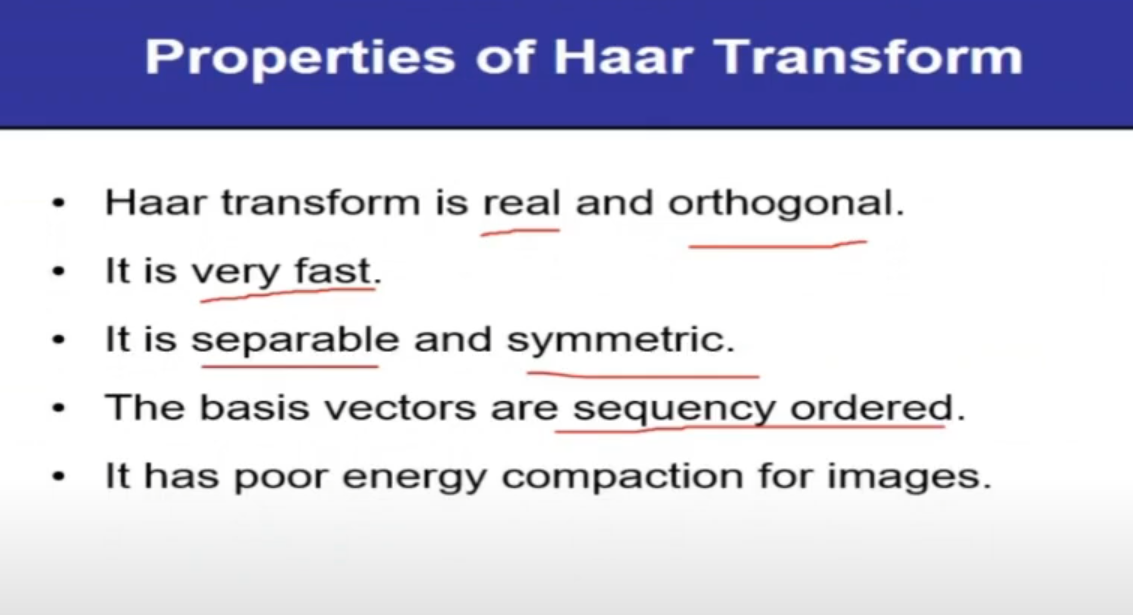 Properties of Haar Transform
• Haar transform is real and orthogonal.
• It is very fast.
• It is separable and symmetric.
• The basis vectors are sequency ordered.
• It has poor energy compaction for images.